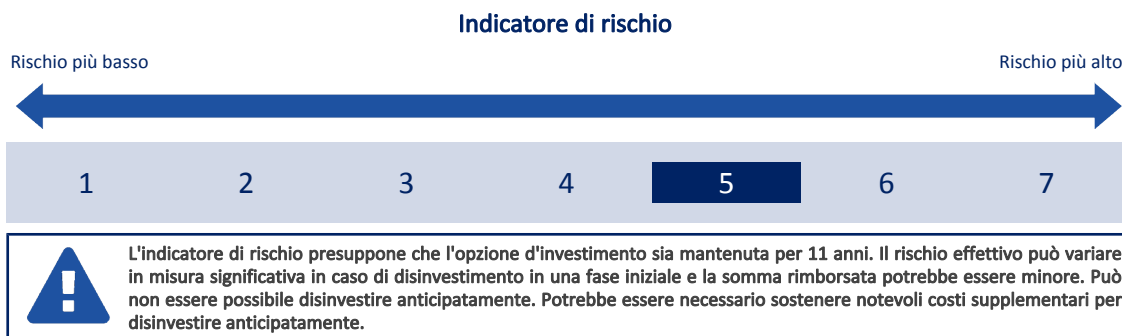 Indicatore di rischio
Rischio più basso
Rischio più alto
1 2 3 4 5 6 7
L'indicatore di rischio presuppone che l'opzione d'investimento sia mantenuta per 11 anni. Il rischio effettivo può variare
in misura significativa in caso di disinvestimento in una fase iniziale e la somma rimborsata potrebbe essere minore. Può
non essere possibile disinvestire anticipatamente. Potrebbe essere necessario sostenere notevoli costi supplementari per
disinvestire anticipatamente.